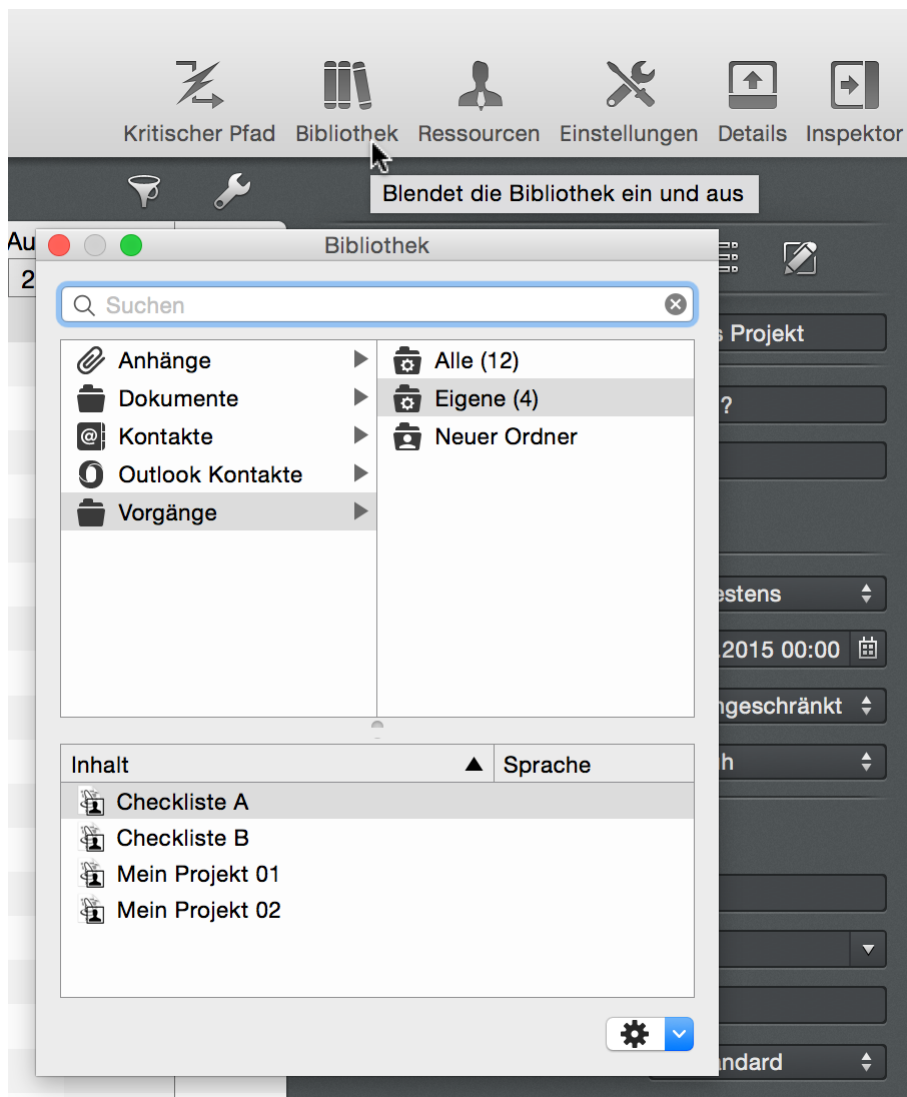 Kritischer Pfad Bibliothek Ressourcen Einstellungen Details Inspektor
Blendet die Bibliothek ein und aus
Au
2
Bibliothek
Suchen
Anhänge
Dokumente
Kontakte
Outlook Kontakte
Vorgänge
Alle (12)
Eigene (4)
Neuer Ordner
Inhalt Sprache
Checkliste A
Checkliste B
Mein Projekt 01
Mein Projekt 02
s Projekt
?
estens
.2015 00:00
ngeschränkt
h
ndard